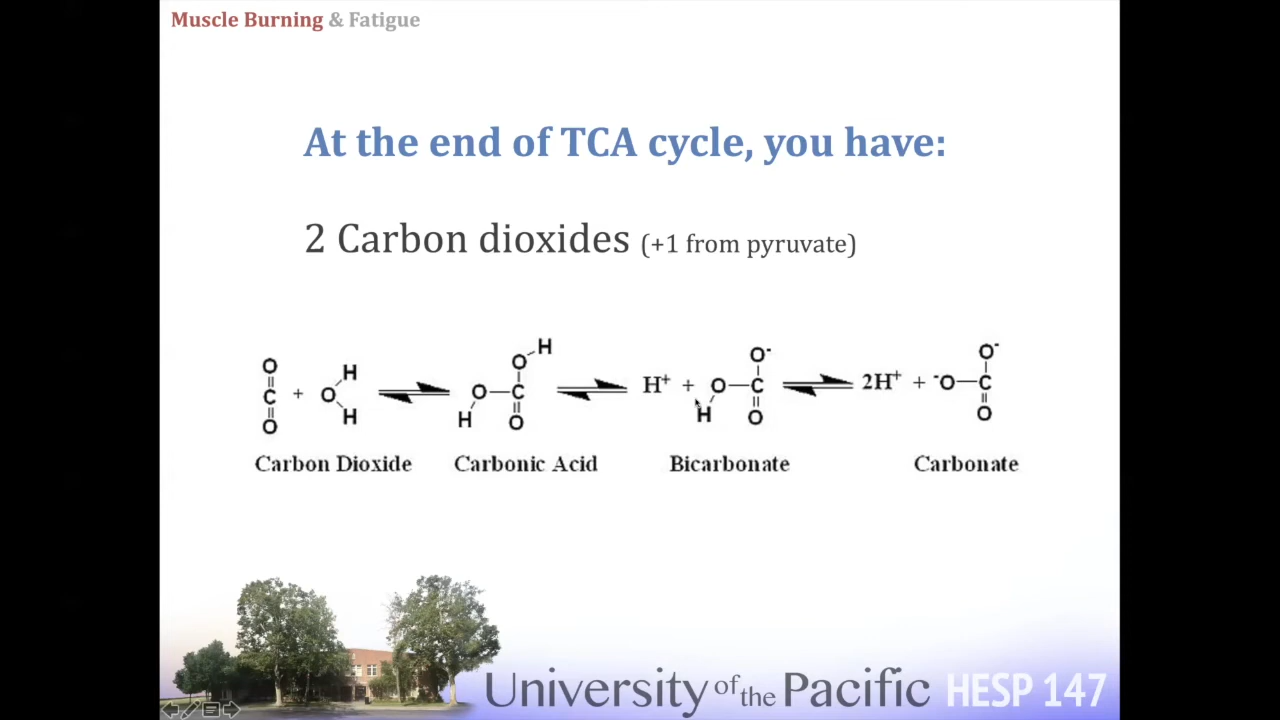 Muscle Burning & Fatigue
At the end of TCA cycle, you have:
2 Carbon dioxides (+1 from pyruvate)
O=C=O + H-O-H ⇌ H-O-C(=O)-O-H ⇌ H⁺ + H-O-C(=O)-O⁻ ⇌ 2H⁺ + ⁻O-C(=O)-O⁻
Carbon Dioxide Carbonic Acid Bicarbonate Carbonate
University of the Pacific HESP 147